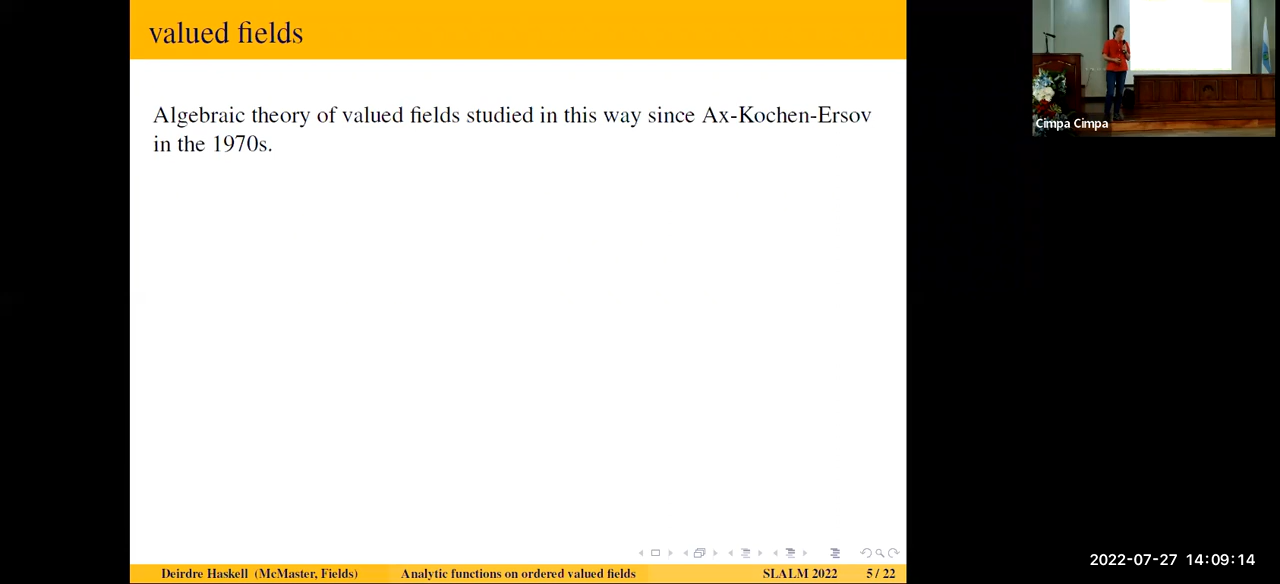 valued fields
Algebraic theory of valued fields studied in this way since Ax-Kochen-Ersov
in the 1970s.
Cimpa Cimpa
Deirdre Haskell (McMaster, Fields) Analytic functions on ordered valued fields SLALM 2022 5 / 22
2022-07-27 14:09:14